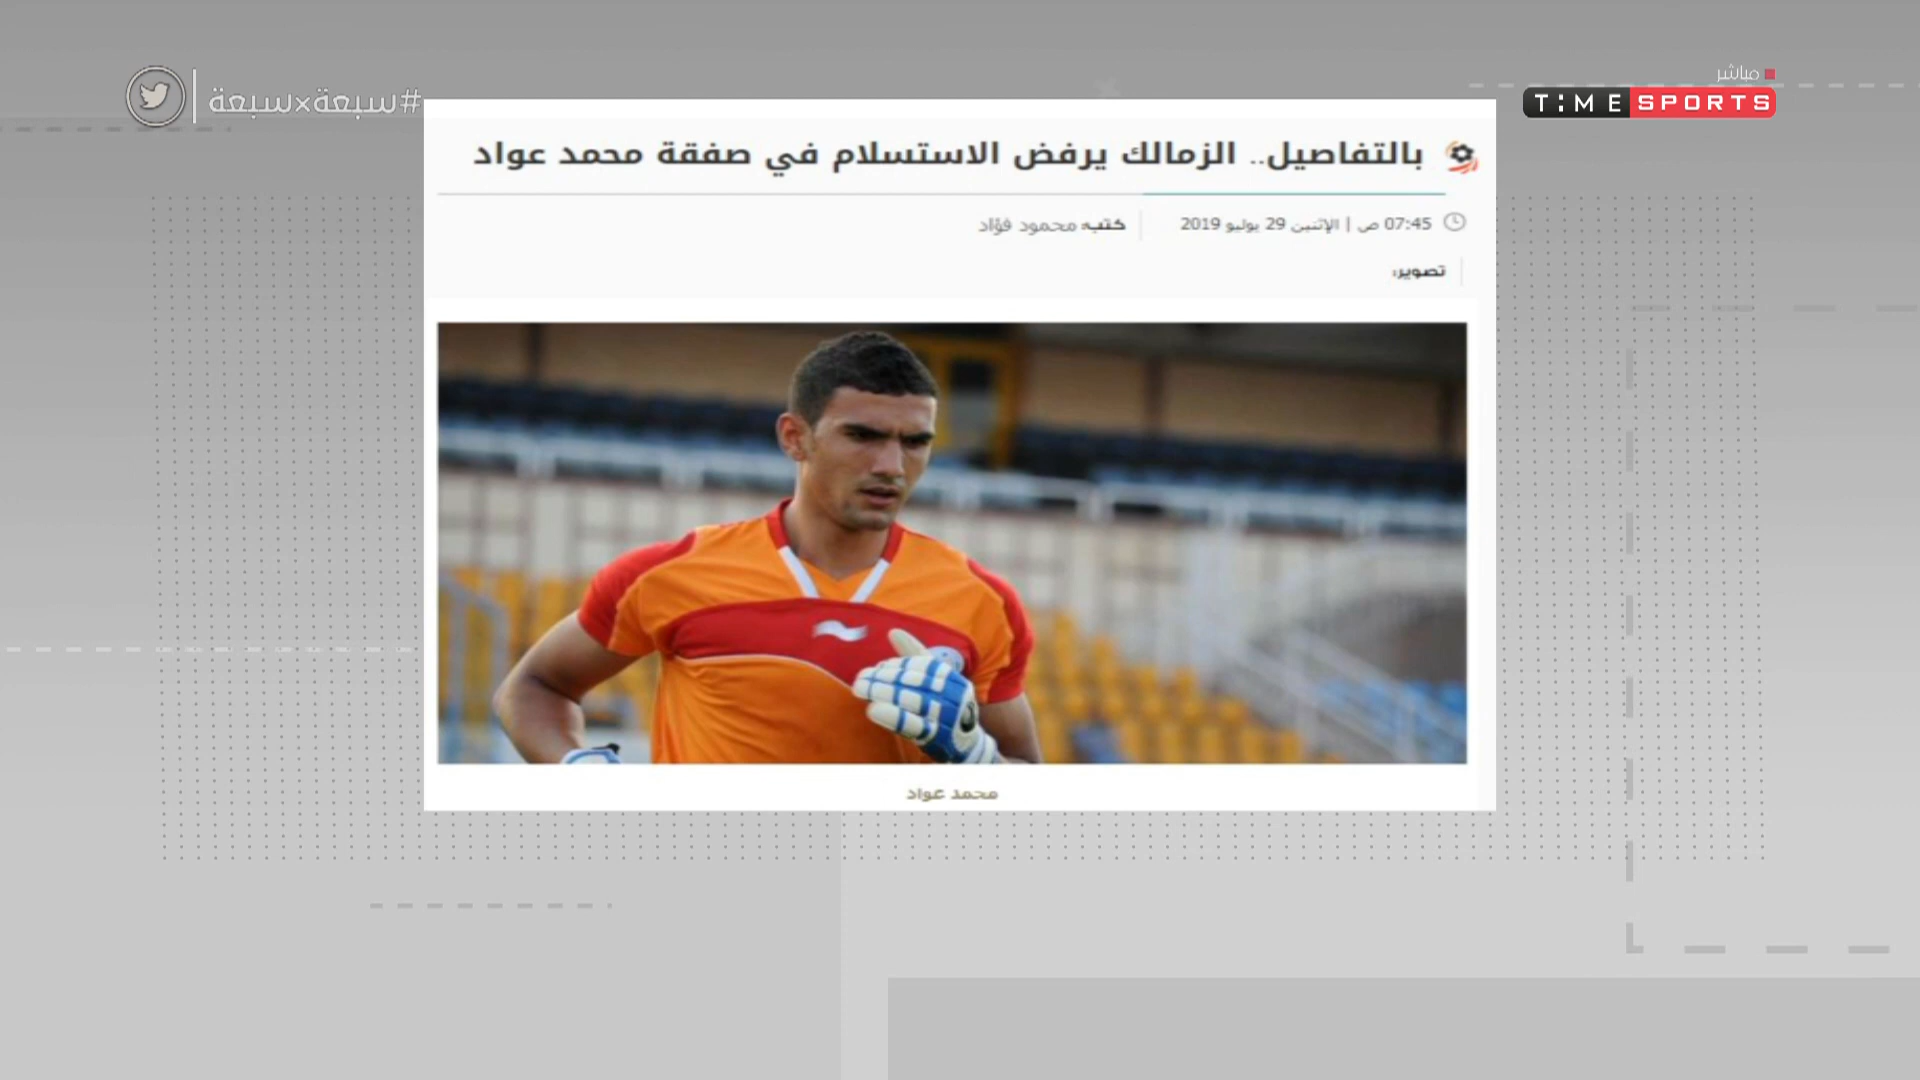 #سبعة×سبعة
مباشر
TIME SPORTS
بالتفاصيل.. الزمالك يرفض الاستسلام في صفقة محمد عواد
07:45 ص | الإثنين 29 يوليو 2019
كتب: محمود فؤاد
تصوير:
محمد عواد